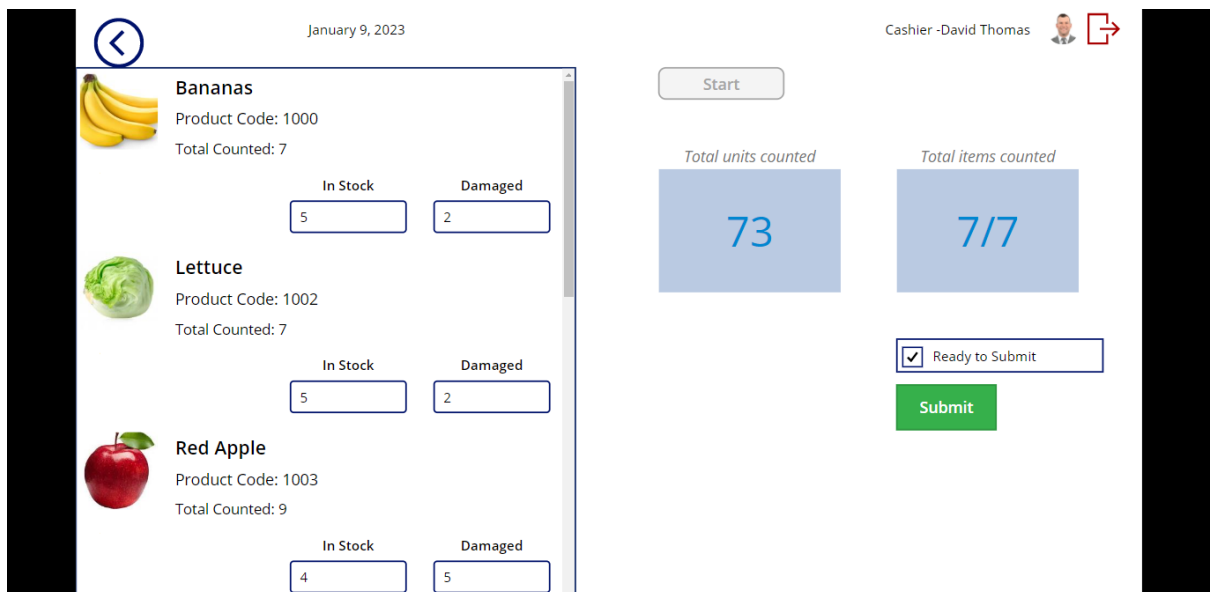 January 9, 2023
Cashier -David Thomas
Bananas
Product Code: 1000
Total Counted: 7
In Stock Damaged
5 2
Lettuce
Product Code: 1002
Total Counted: 7
In Stock Damaged
5 2
Red Apple
Product Code: 1003
Total Counted: 9
In Stock Damaged
4 5
Start
Total units counted Total items counted
73 7/7
Ready to Submit
Submit